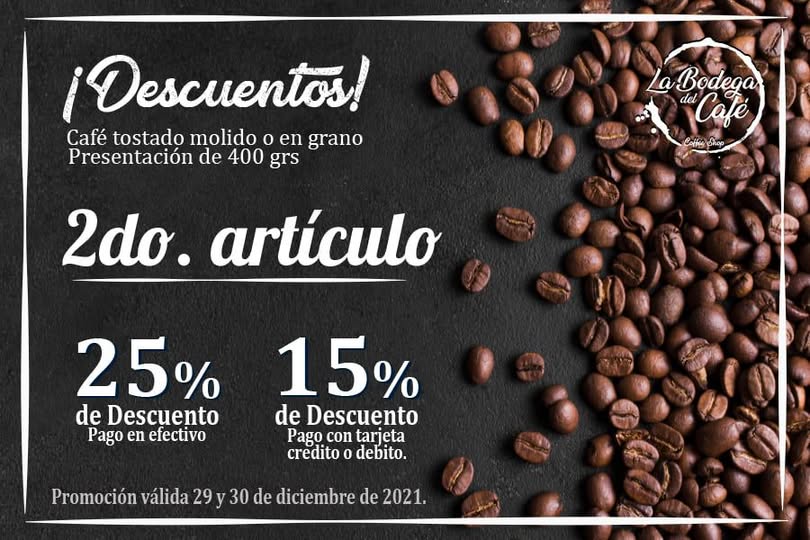 ¡Descuentos!
Café tostado molido o en grano
Presentación de 400 grs
2do. artículo
25%
de Descuento
Pago en efectivo
15%
de Descuento
Pago con tarjeta
crédito o debito.
Promoción válida 29 y 30 de diciembre de 2021.
La Bodega
del Café
Coffee Shop